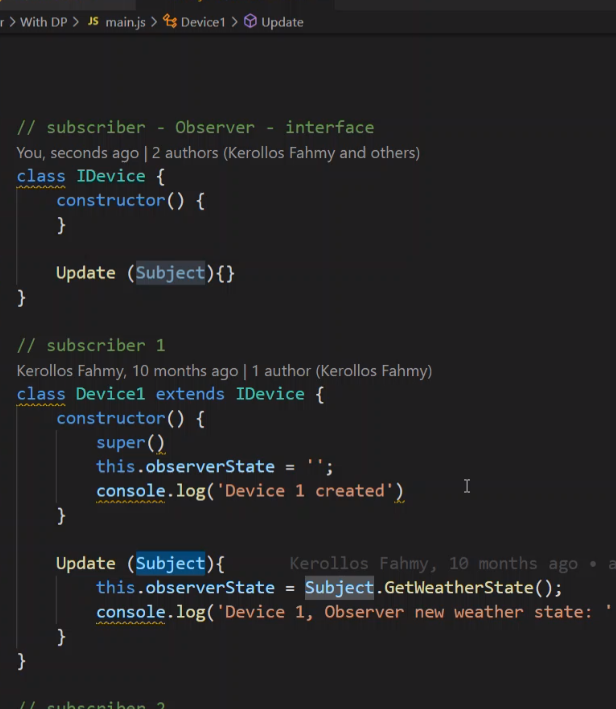 r > With DP > JS main.js > Device1 > Update
// subscriber - Observer - interface
You, seconds ago | 2 authors (Kerollos Fahmy and others)
class IDevice {
constructor() {
}
Update (Subject){}
}
// subscriber 1
Kerollos Fahmy, 10 months ago | 1 author (Kerollos Fahmy)
class Device1 extends IDevice {
constructor() {
super()
this.observerState = '';
console.log('Device 1 created')
}
Update (Subject){ Kerollos Fahmy, 10 months ago • a
this.observerState = Subject.GetWeatherState();
console.log('Device 1, Observer new weather state: '
}
}
// subscriber 2